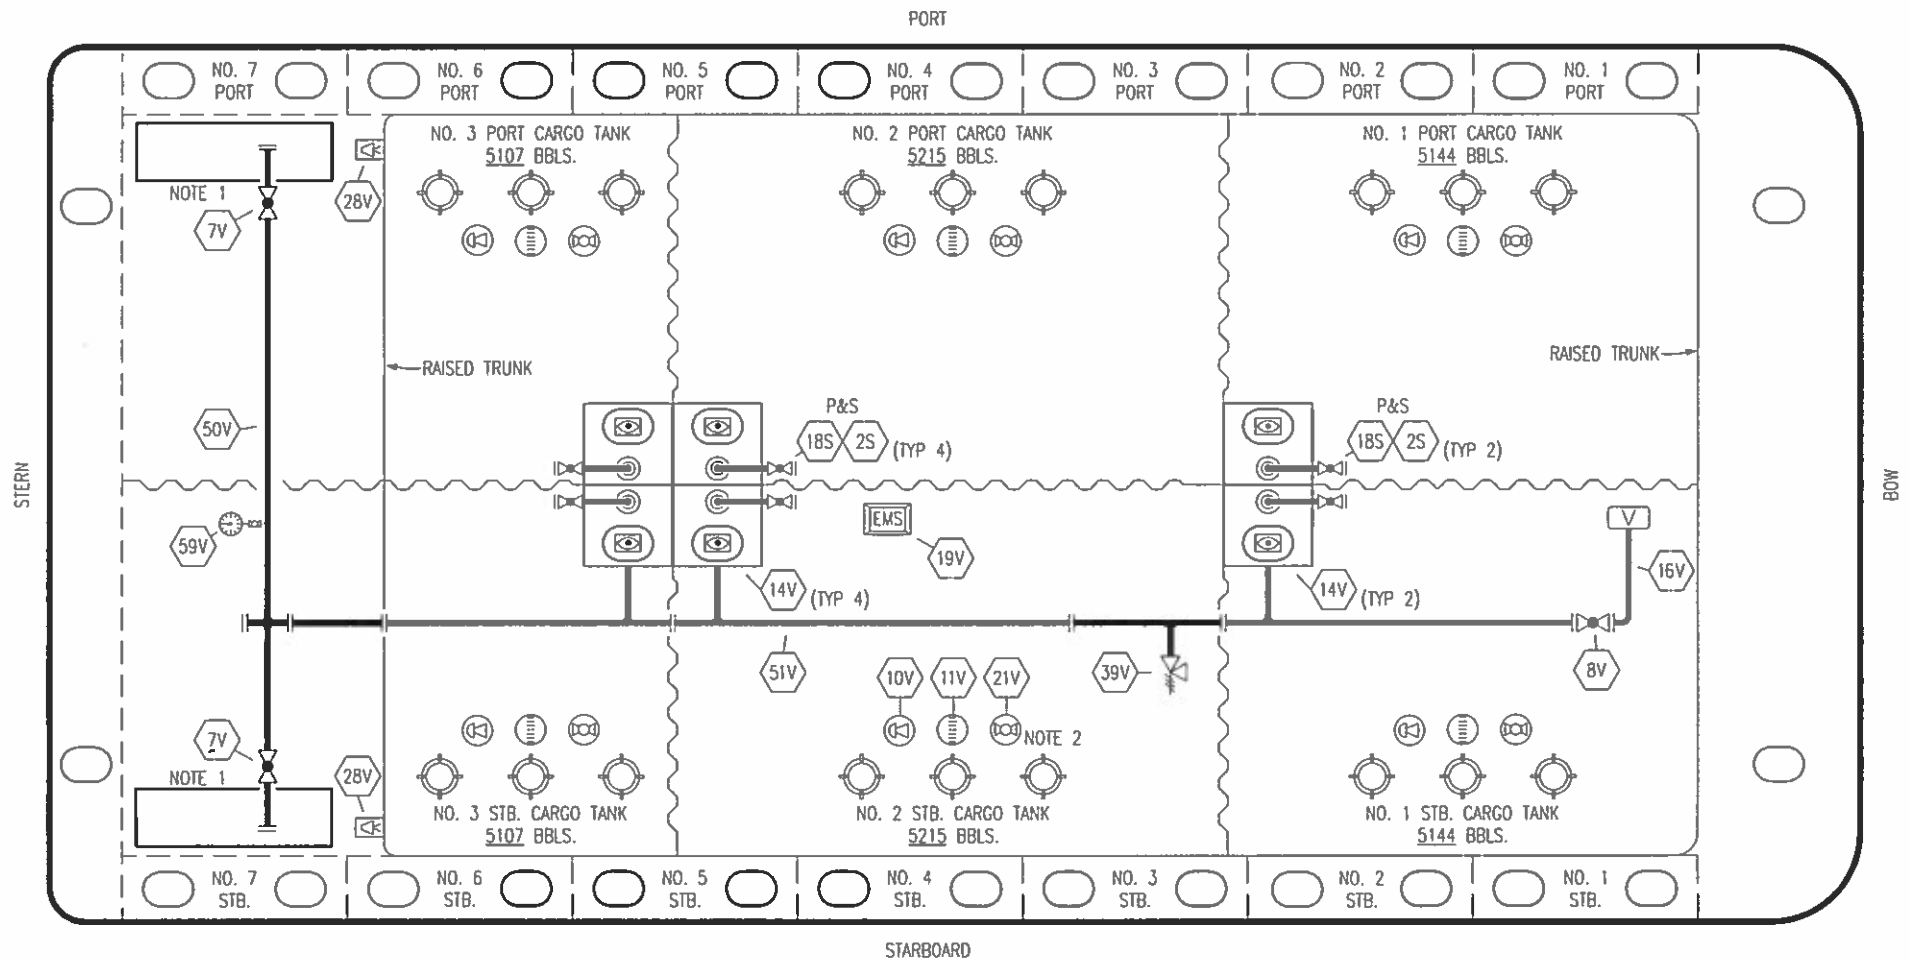 PORT
NO. 7
PORT
NO. 6
PORT
NO. 5
PORT
NO. 4
PORT
NO. 3
PORT
NO. 2
PORT
NO. 1
PORT
NO. 3 PORT CARGO TANK
5107 BBLS.
NO. 2 PORT CARGO TANK
5215 BBLS.
NO. 1 PORT CARGO TANK
5144 BBLS.
NOTE 1
7V
28V
RAISED TRUNK
RAISED TRUNK
50V
P&S
18S 2S (TYP 4)
P&S
18S 2S (TYP 2)
STERN
BOW
59V
EMS
19V
V
16V
14V (TYP 4)
14V (TYP 2)
51V
10V
11V
21V
39V
8V
7V
NOTE 1
28V
NOTE 2
NO. 3 STB. CARGO TANK
5107 BBLS.
NO. 2 STB. CARGO TANK
5215 BBLS.
NO. 1 STB. CARGO TANK
5144 BBLS.
NO. 7
STB.
NO. 6
STB.
NO. 5
STB.
NO. 4
STB.
NO. 3
STB.
NO. 2
STB.
NO. 1
STB.
STARBOARD